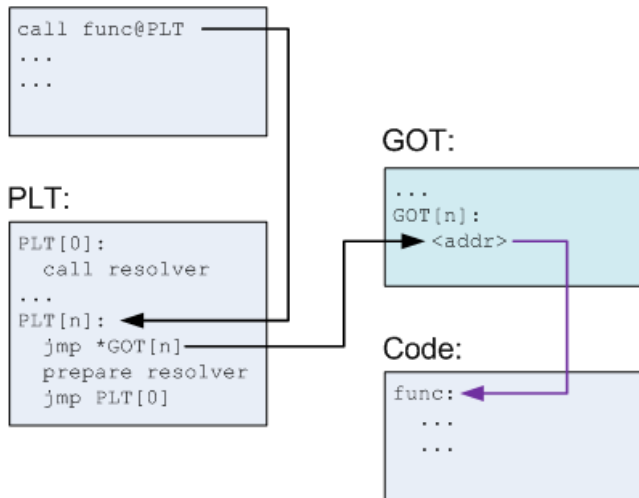 call func@PLT
...
...
PLT:
PLT[0]:
call resolver
...
PLT[n]:
jmp *GOT[n]
prepare resolver
jmp PLT[0]
GOT:
...
GOT[n]:
<addr>
Code:
func:
...
...